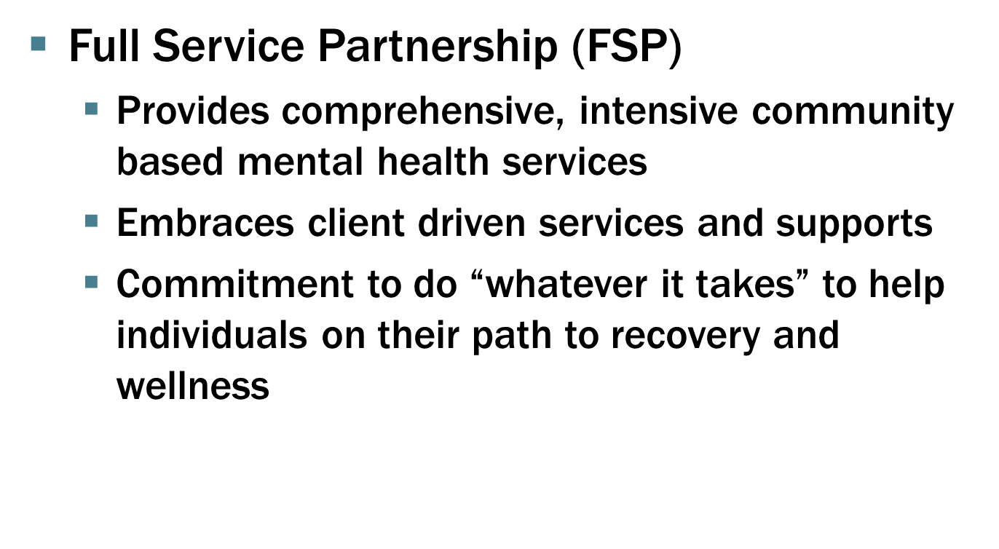 Full Service Partnership (FSP)
Provides comprehensive, intensive community
based mental health services
Embraces client driven services and supports
Commitment to do “whatever it takes” to help
individuals on their path to recovery and
wellness